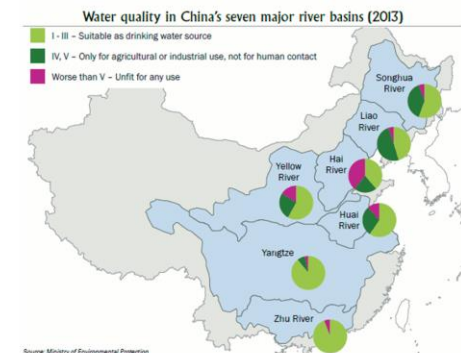 Water quality in China's seven major river basins (2013)
I - III – Suitable as drinking water source
IV, V – Only for agricultural or industrial use, not for human contact
Worse than V – Unfit for any use
Songhua
River
Liao
River
Hai
River
Yellow
River
Huai
River
Yangtze
Zhu River
Source: Ministry of Environmental Protection